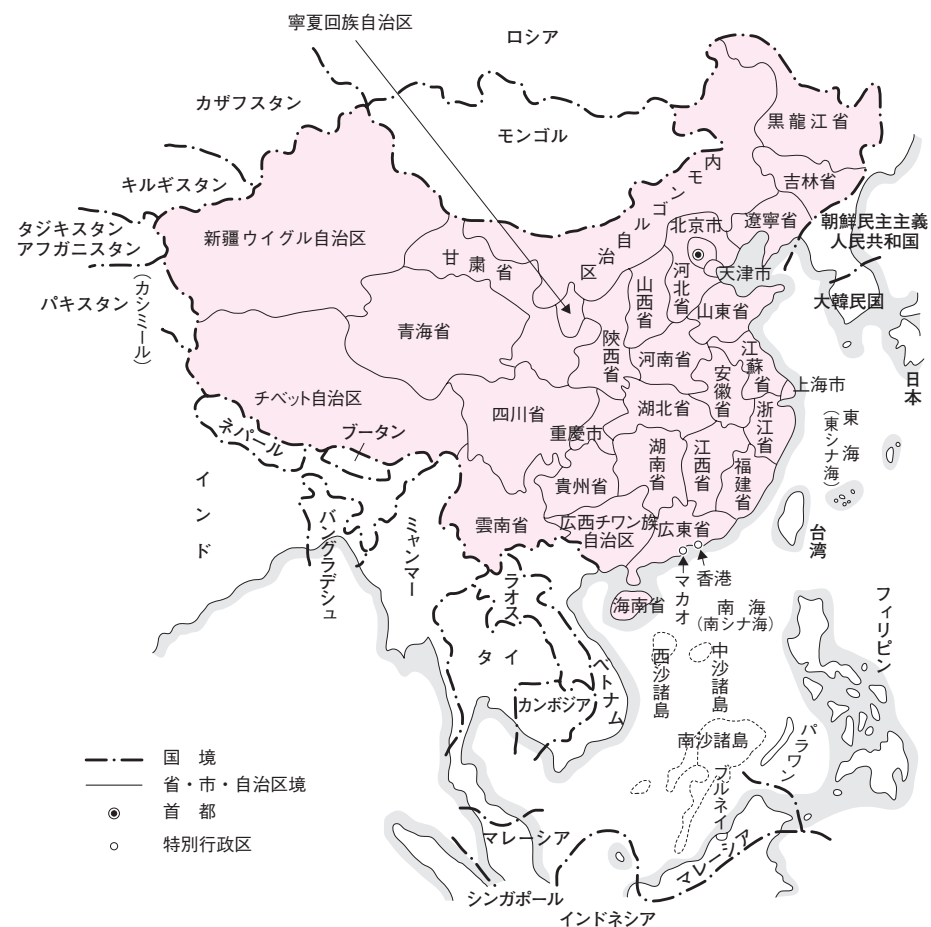 寧夏回族自治区
ロシア
カザフスタン
モンゴル
黒龍江省
内モンゴル自治区
吉林省
キルギスタン
タジキスタン
アフガニスタン
新疆ウイグル自治区
北京市
遼寧省
朝鮮民主主義
人民共和国
甘粛省
天津市
パキスタン
(カシミール)
山西省
河北省
山東省
大韓民国
青海省
陝西省
河南省
江蘇省
安徽省
上海市
日本
チベット自治区
四川省
重慶市
湖北省
浙江省
東海
(東シナ海)
ネパール
ブータン
湖南省
江西省
福建省
貴州省
インド
バングラデシュ
ミャンマー
雲南省
広西チワン族
自治区
広東省
台湾
ラオス
海南省
マカオ
香港
南海
(南シナ海)
フィリピン
タイ
ベトナム
西沙諸島
中沙諸島
カンボジア
南沙諸島
パラワン
ブルネイ
国 境
省・市・自治区境
首 都
特別行政区
マレーシア
マレーシア
シンガポール
インドネシア